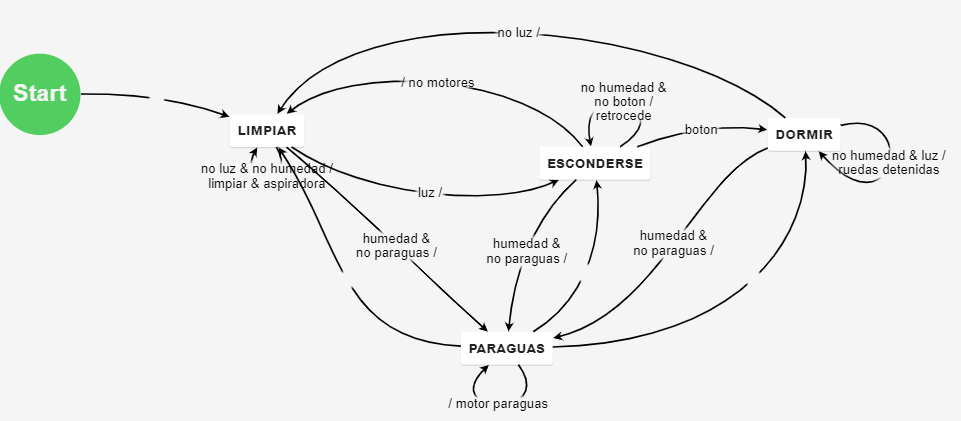 no luz /
/ no motores
no humedad &
no boton /
retrocede
Start
LIMPIAR
boton
DORMIR
no humedad & luz /
ruedas detenidas
ESCONDERSE
no luz & no humedad /
limpiar & aspiradora
luz /
humedad &
no paraguas /
humedad &
no paraguas /
humedad &
no paraguas /
PARAGUAS
/ motor paraguas